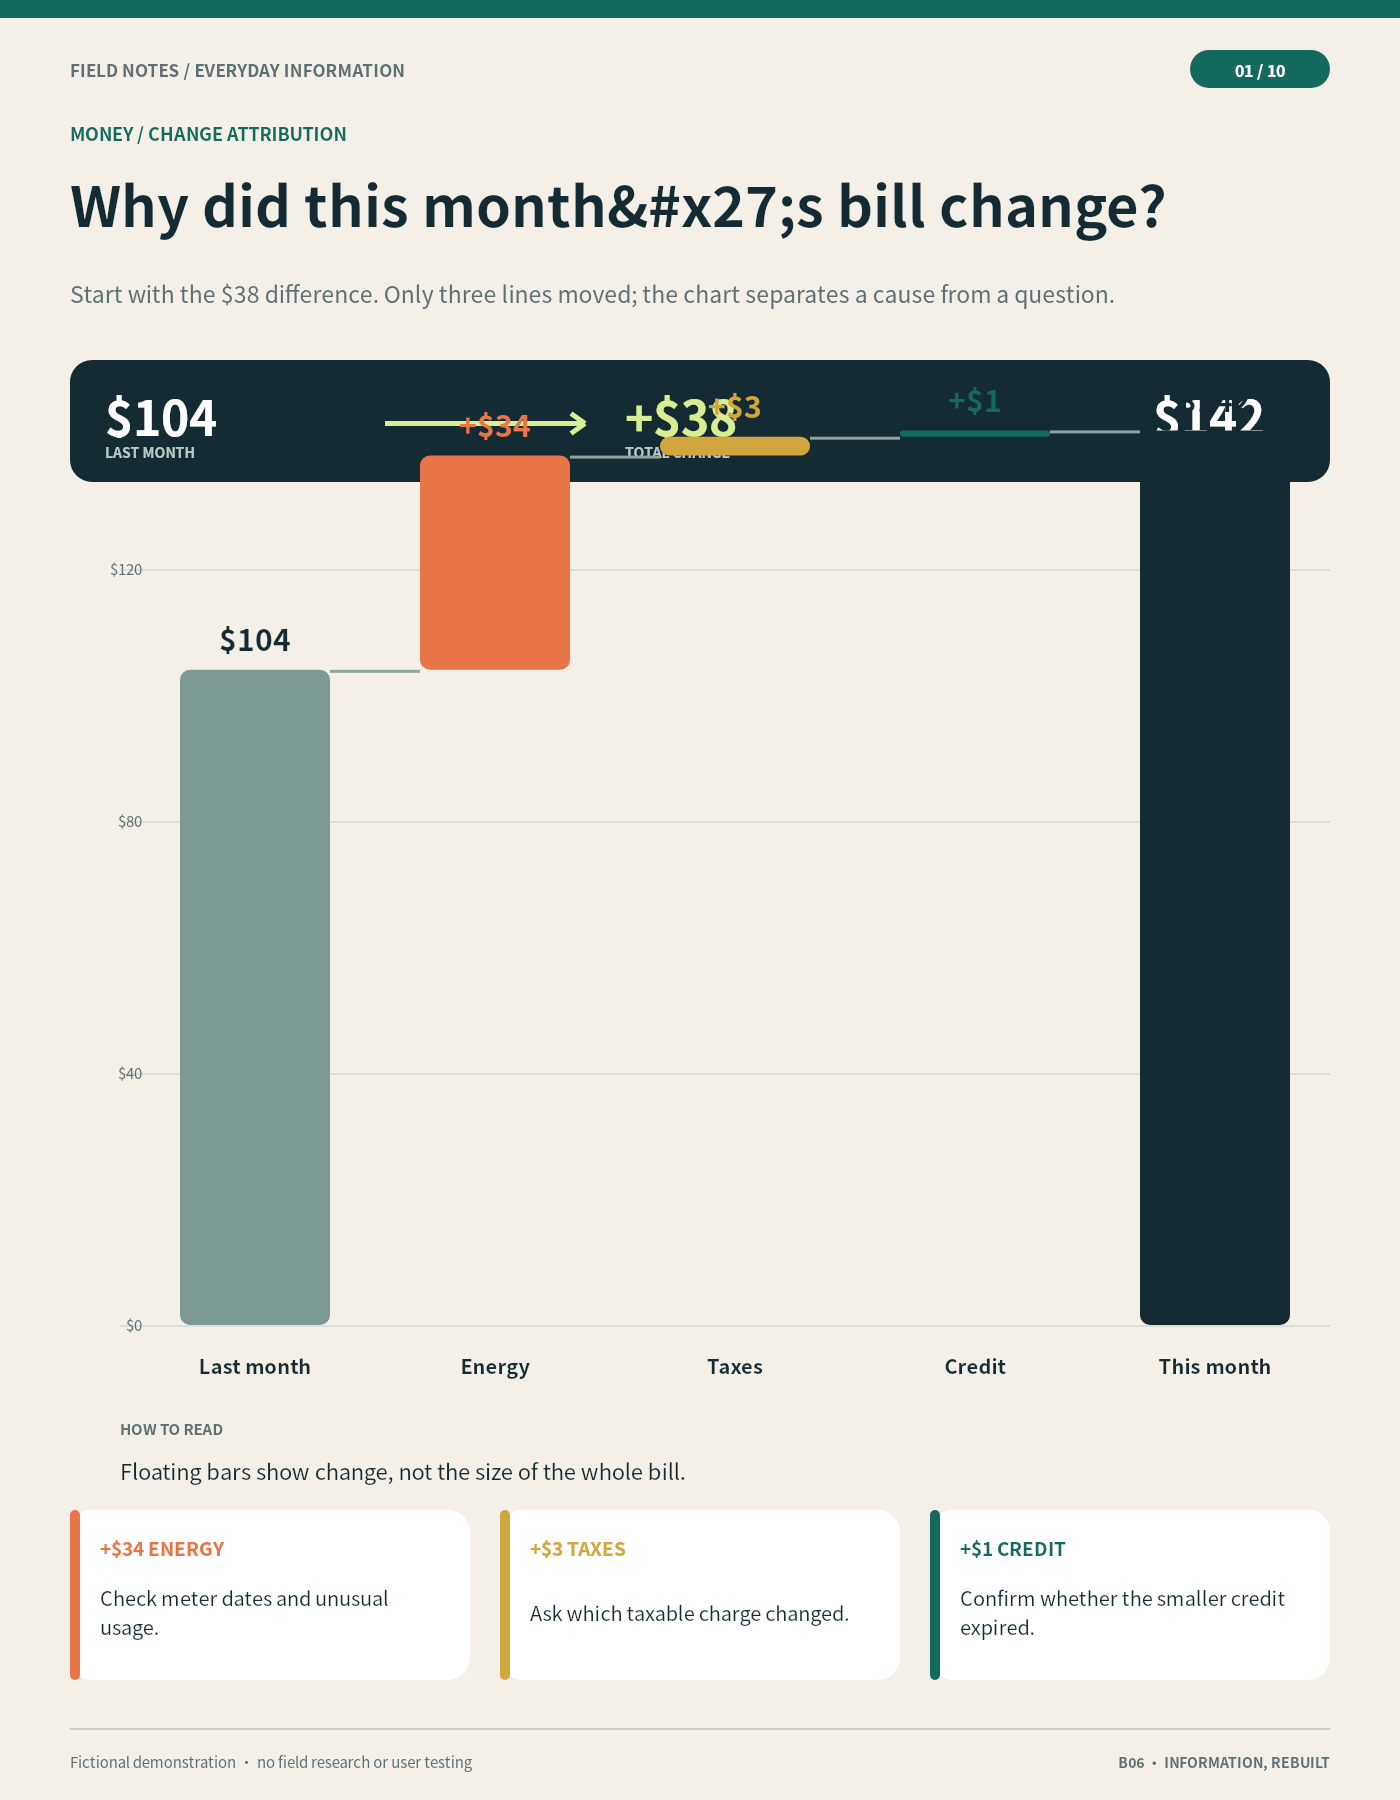 FIELD NOTES / EVERYDAY INFORMATION
01 / 10
MONEY / CHANGE ATTRIBUTION
Why did this month&#x27;s bill change?
Start with the $38 difference. Only three lines moved; the chart separates a cause from a question.
$104
LAST MONTH
+$34
+$38
TOTAL CHANGE
+$3
+$1
$142
$120
$104
$80
$40
$0
Last month
Energy
Taxes
Credit
This month
HOW TO READ
Floating bars show change, not the size of the whole bill.
+$34 ENERGY
Check meter dates and unusual
usage.
+$3 TAXES
Ask which taxable charge changed.
+$1 CREDIT
Confirm whether the smaller credit
expired.
Fictional demonstration • no field research or user testing
B06 • INFORMATION, REBUILT